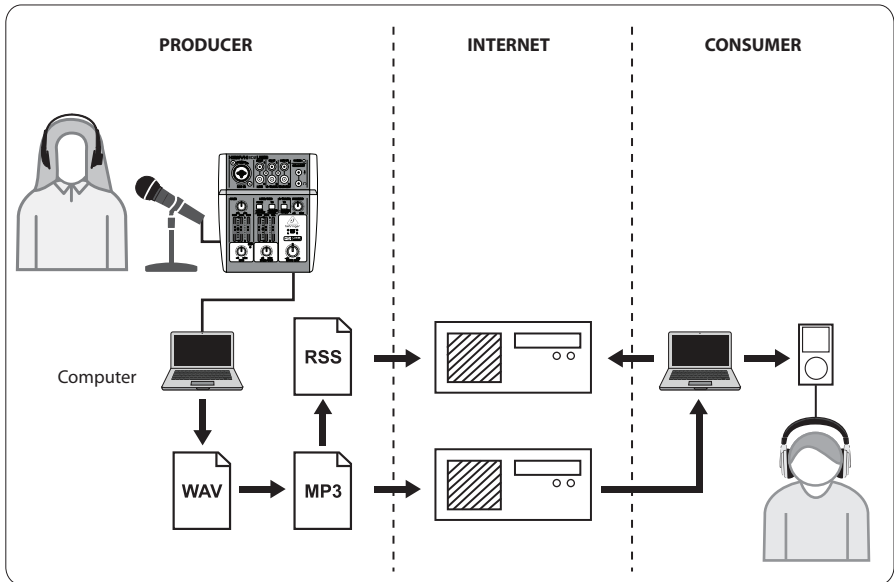 PRODUCER
INTERNET
CONSUMER
Computer
RSS
WAV
MP3